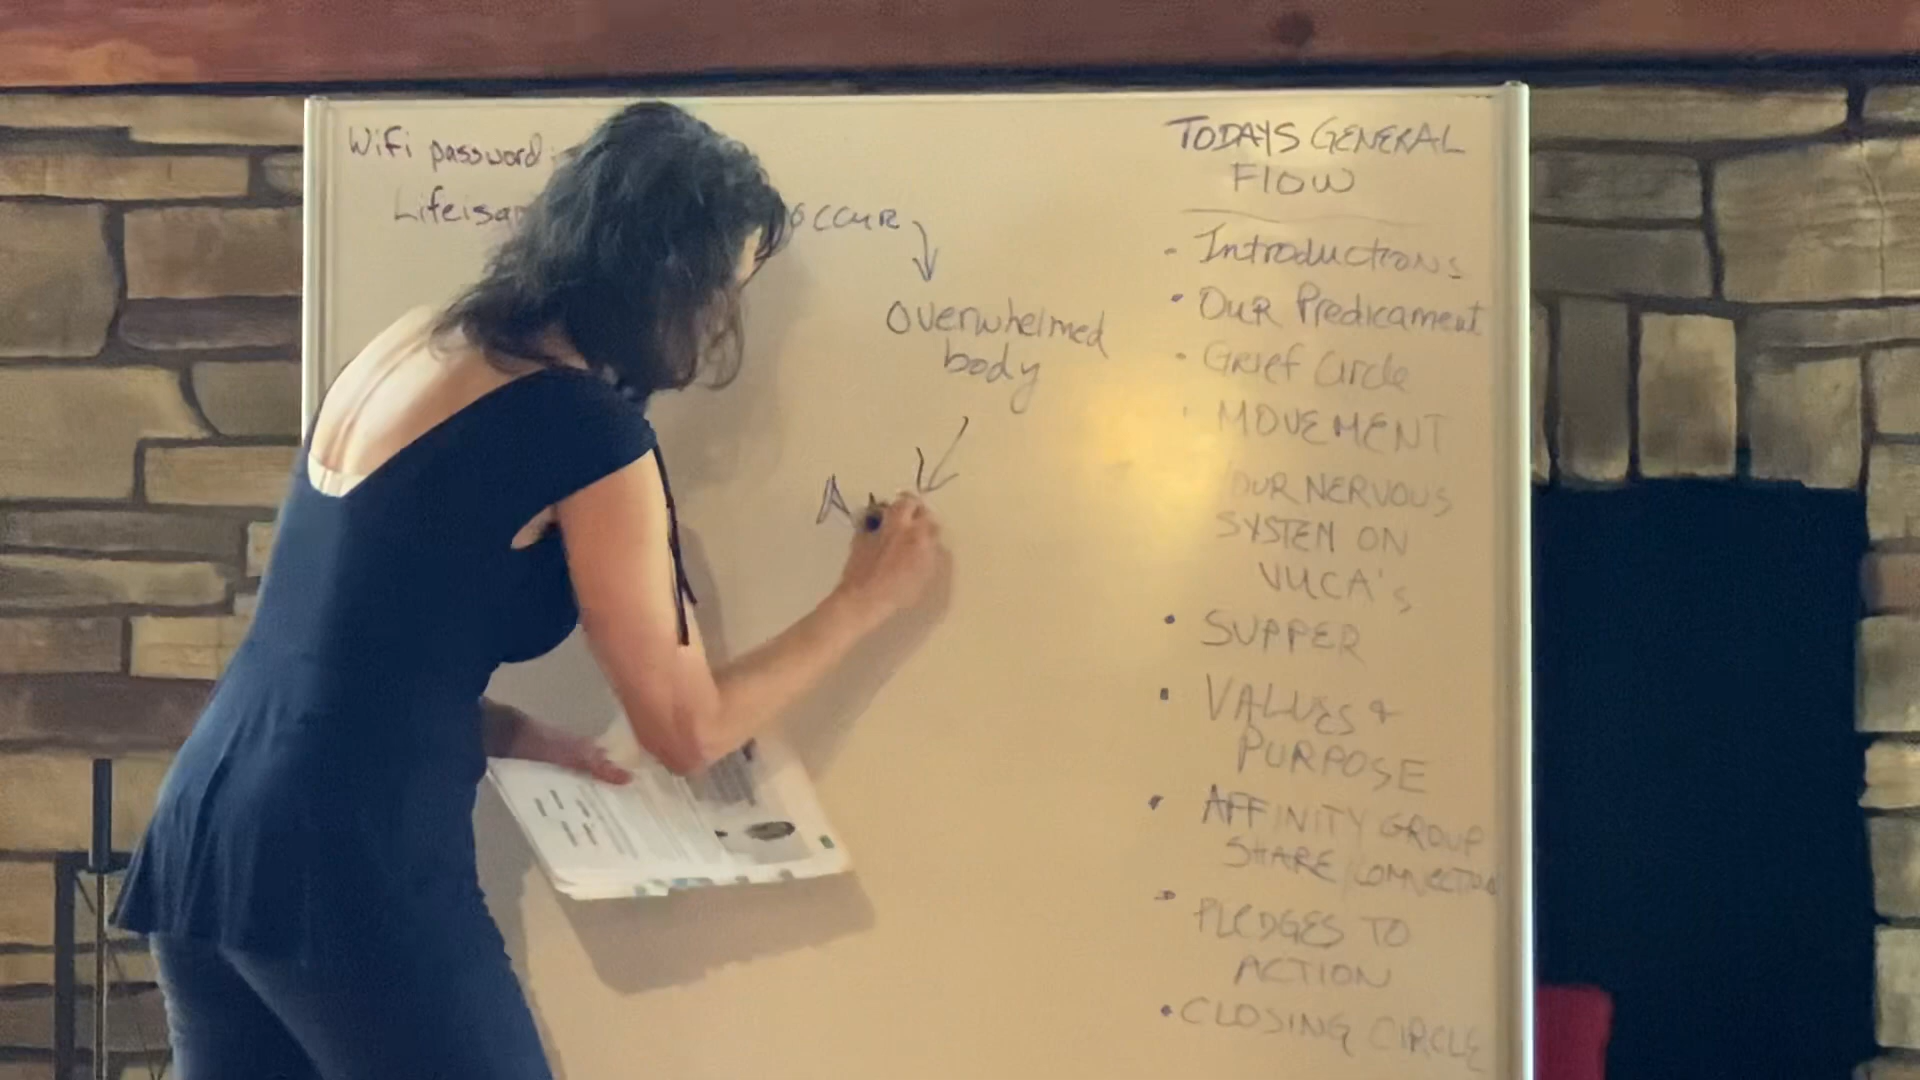 Wifi password:
Lifeisa
occur
Overwhelmed
body
A
TODAYS GENERAL
FLOW
- Introductions
• OUR Predicament
• Grief Circle
• MOVEMENT
OUR NERVOUS
SYSTEM ON
VUCA's
• SUPPER
• VALUES &
PURPOSE
• AFFINITY GROUP
SHARE/CONNECTION
• PLEDGES TO
ACTION
• CLOSING CIRCLE